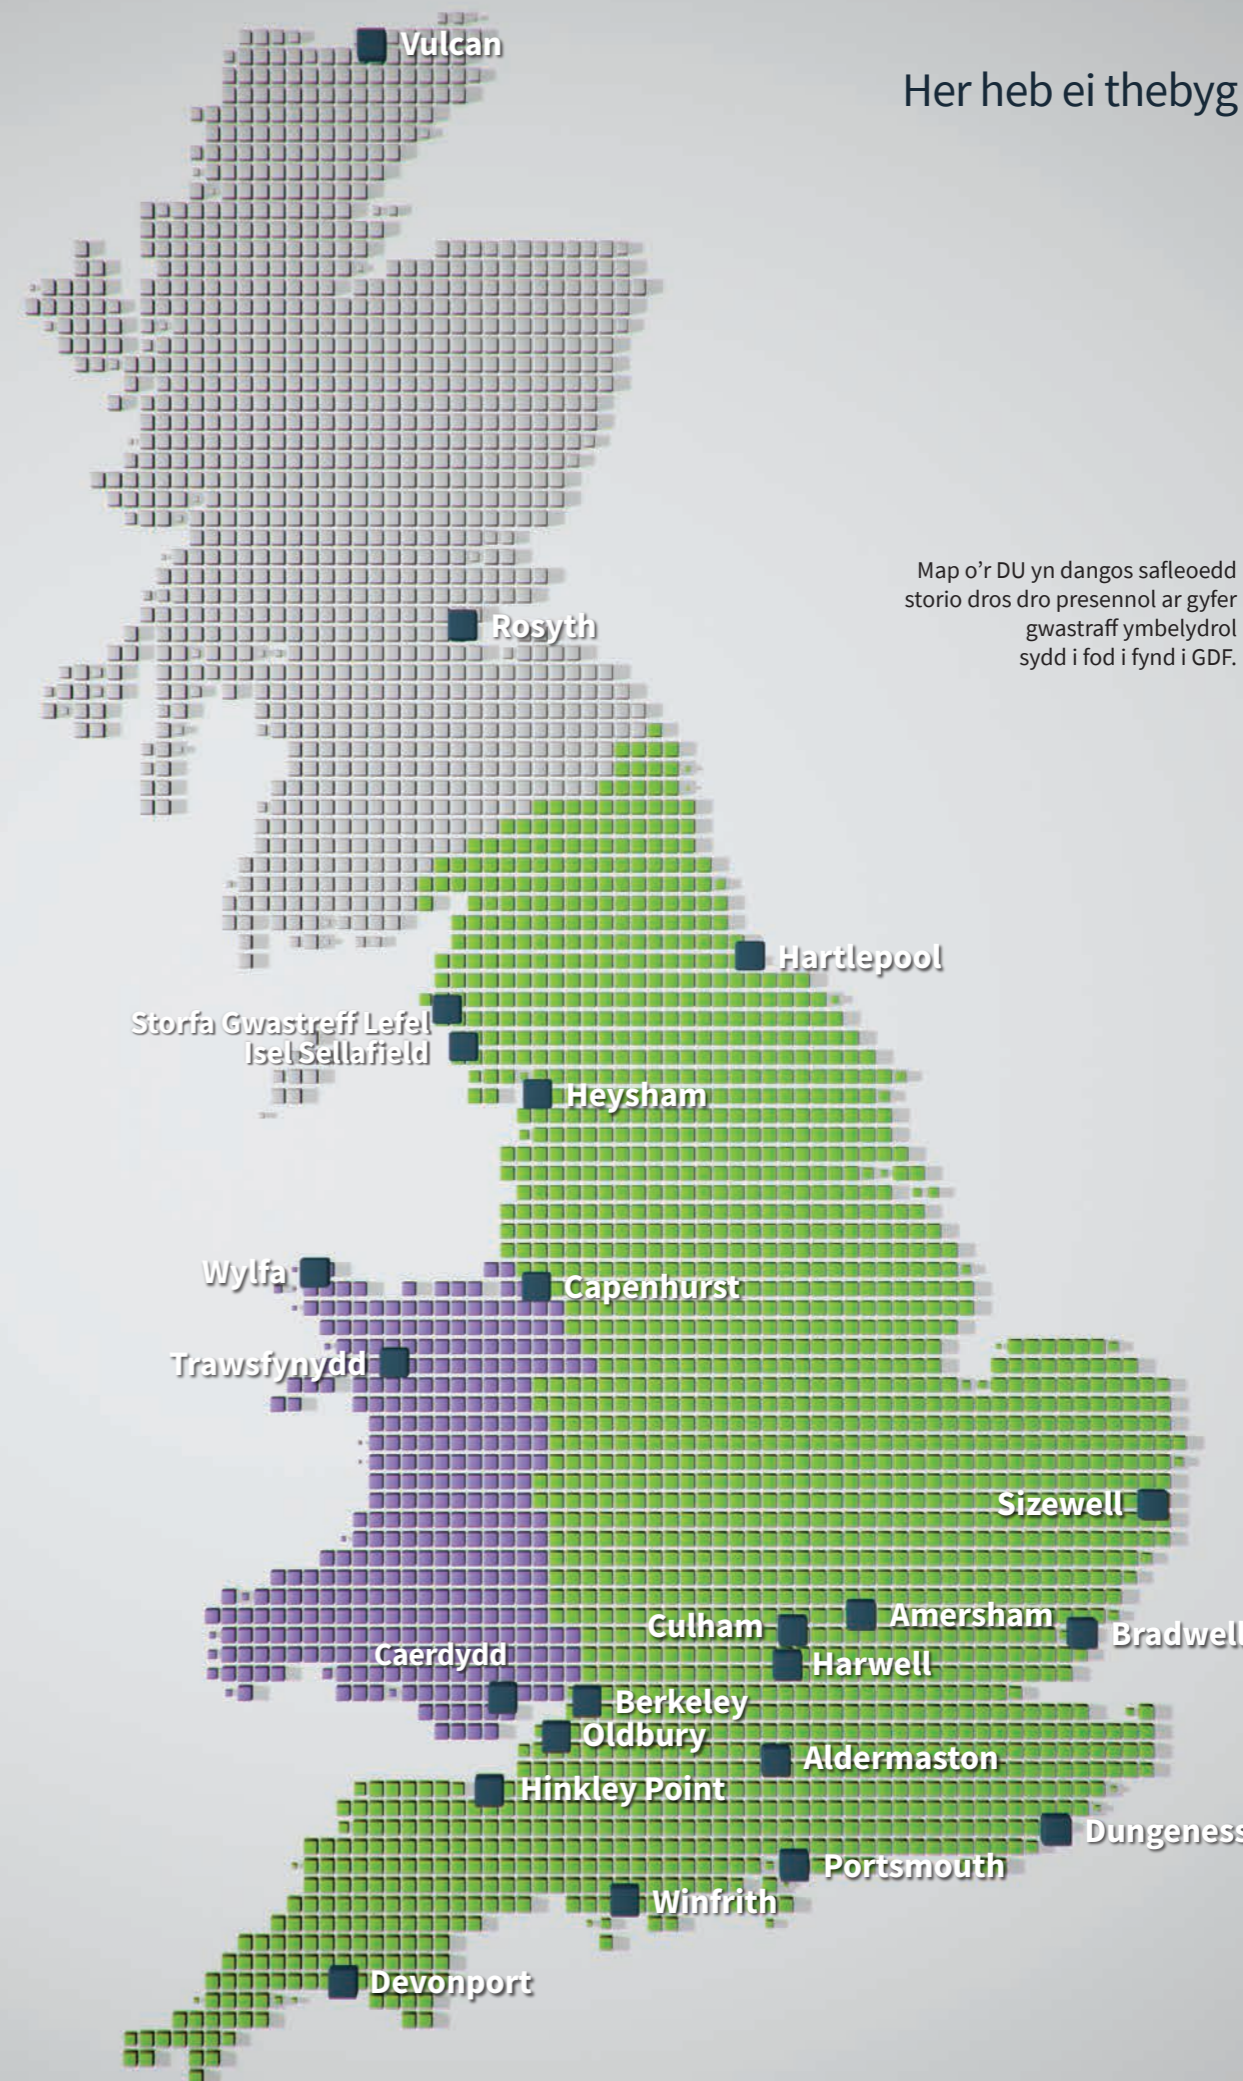 Vulcan
Her heb ei thebyg
Map o’r DU yn dangos safleoedd
storio dros dro presennol ar gyfer
gwastraff ymbelydrol
sydd i fod i fynd i GDF.
Rosyth
Hartlepool
Storfa Gwastreff Lefel
Isel Sellafield
Heysham
Wylfa
Capenhurst
Trawsfynydd
Sizewell
Amersham
Culham
Bradwell
Harwell
Caerdydd
Berkeley
Oldbury
Aldermaston
Hinkley Point
Dungeness
Portsmouth
Winfrith
Devonport